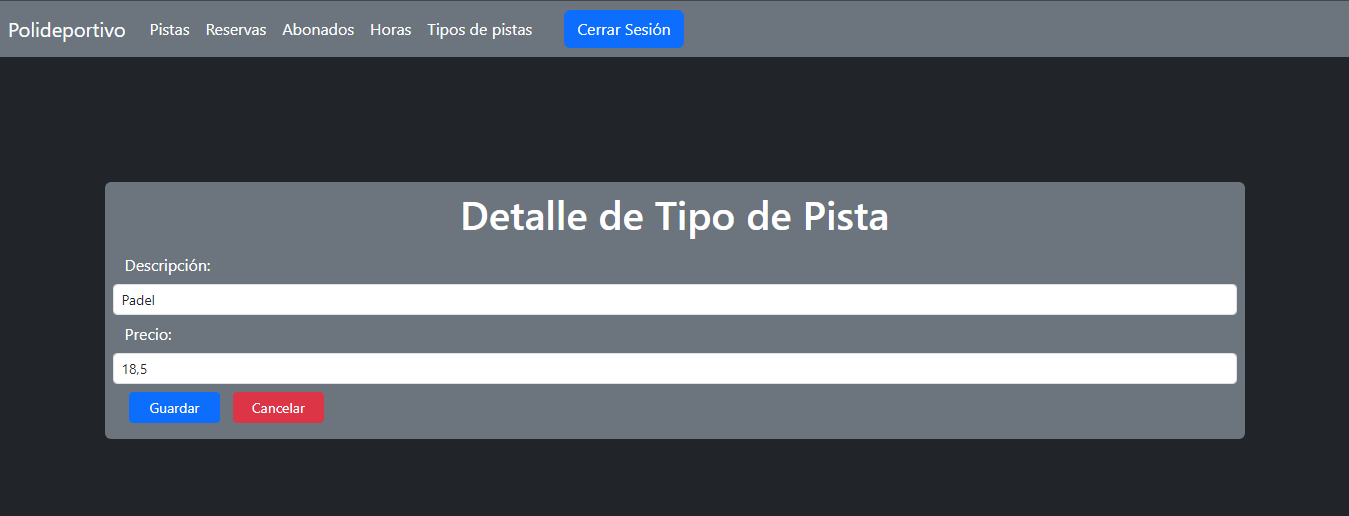 Polideportivo Pistas Reservas Abonados Horas Tipos de pistas Cerrar Sesión
Detalle de Tipo de Pista
Descripción:
Padel
Precio:
18,5
Guardar Cancelar